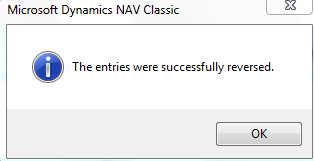 Microsoft Dynamics NAV Classic
The entries were successfully reversed.
OK